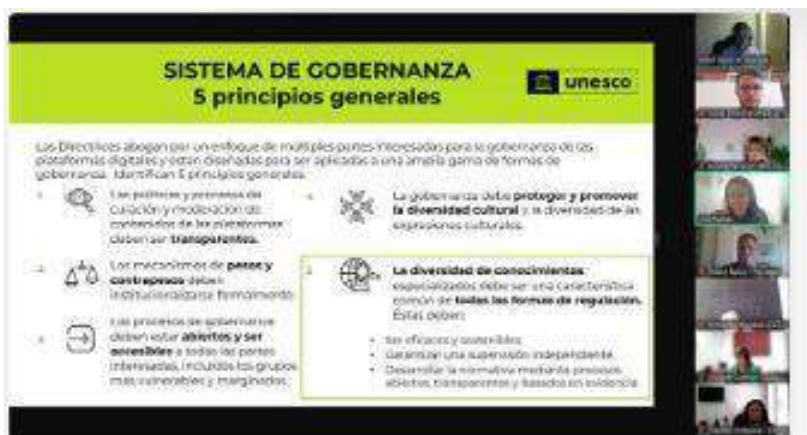 SISTEMA DE GOBERNANZA
5 principios generales
unesco
Las Directrices abogan por un enfoque de múltiples partes interesadas para la gobernanza de las
plataformas digitales y están diseñadas para ser aplicadas a una amplia gama de formas de
gobernanza. Identifican 5 principios generales
Las políticas y procesos de
curación y moderación de
contenidos de las plataformas
deben ser transparentes.
Los mecanismos de pesos y
contrapesos deben
institucionalizarse formalmente
Los procesos de gobernanza
deben estar abiertos y ser
accesibles a todas las partes
interesadas, incluidos los grupos
más vulnerables y marginados.
La gobernanza debe proteger y promover
la diversidad cultural y la diversidad de las
expresiones culturales.
La diversidad de conocimientos
especializados debe ser una característica
común de todas las formas de regulación.
Éstas deben:
• Ser eficaces y sostenibles
• Garantizar una supervisión independiente
• Desarrollar la normativa mediante procesos
abiertos, transparentes y basados en evidencia